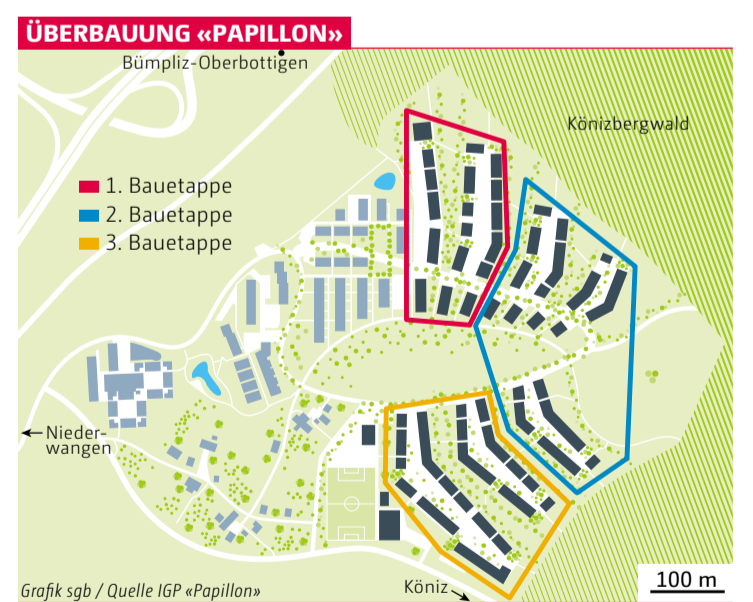 ÜBERBAUUNG «PAPILLON»
Bümpliz-Oberbottigen
Könizbergwald
1. Bauetappe
2. Bauetappe
3. Bauetappe
Nieder-
wangen
Köniz
100 m
Grafik sgb / Quelle IGP «Papillon»